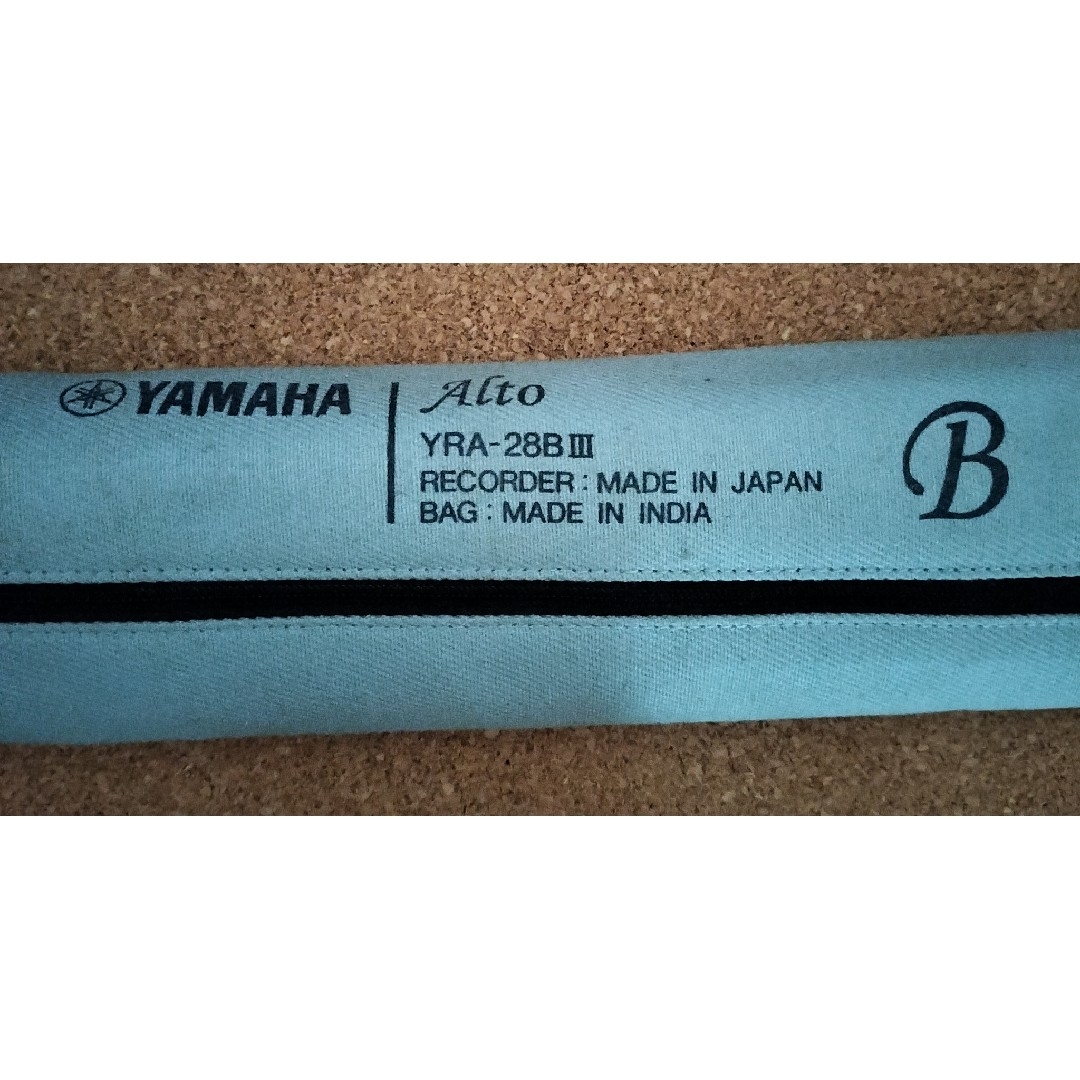 YAMAHA
Alto
YRA-28BⅢ
RECORDER : MADE IN JAPAN
BAG : MADE IN INDIA
B